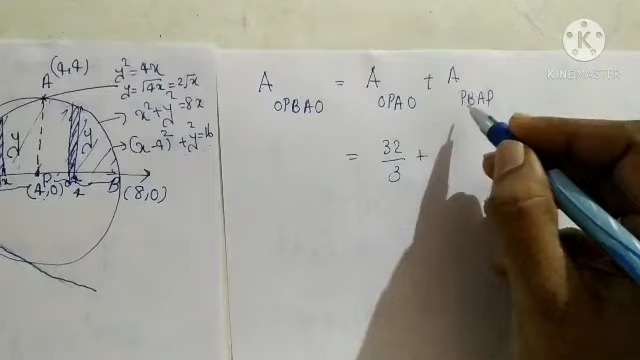 (4,4)
A
y² = 4x
y = √4x = 2√x
x² + y² = 8x
(x-4)² + y² = 16
y
y
x
P
x
B
(4,0)
(8,0)
A OPBAO = A OPAO + A PBAP
= 32/3 +
KINEMASTER